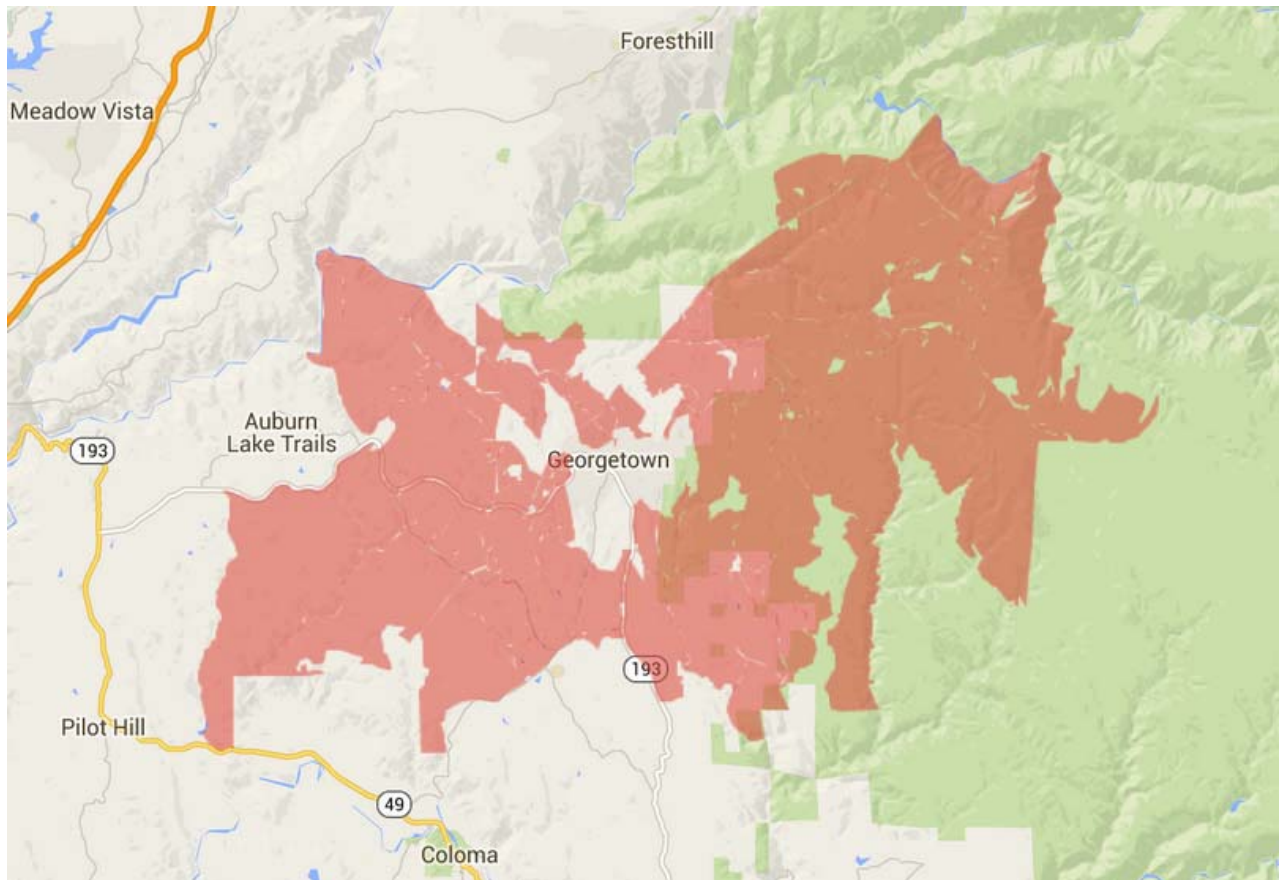 Foresthill
Meadow Vista
Auburn
Lake Trails
193
Georgetown
193
Pilot Hill
49
Coloma